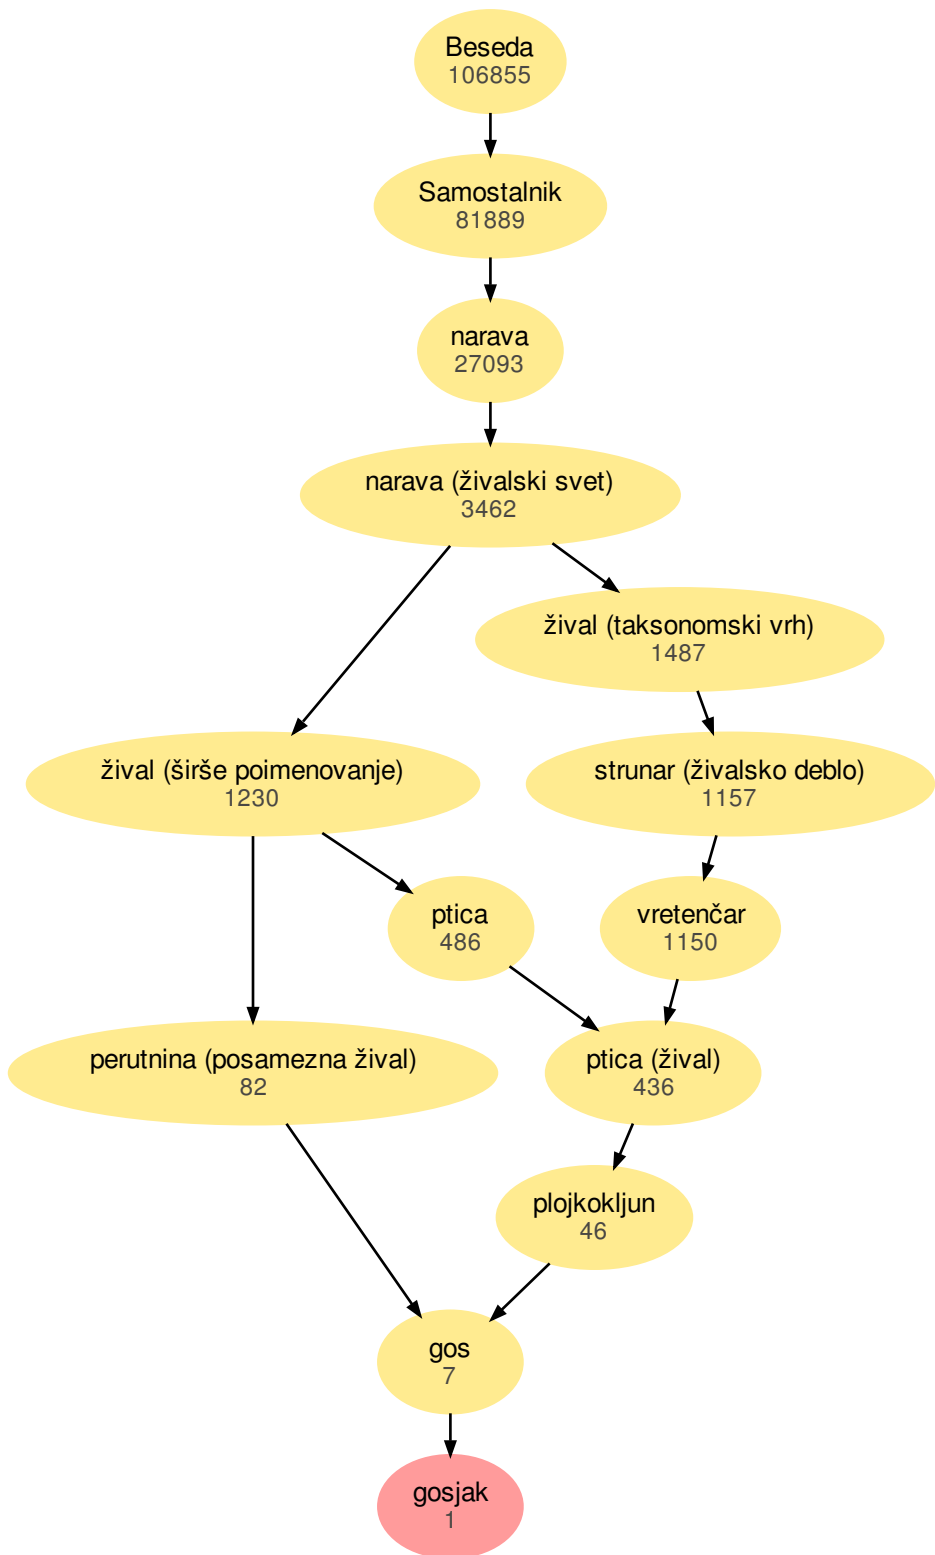 Beseda
106855
Samostalnik
81889
narava
27093
narava (živalski svet)
3462
žival (taksonomski vrh)
1487
žival (širše poimenovanje)
1230
strunar (živalsko deblo)
1157
ptica
486
vretenčar
1150
perutnina (posamezna žival)
82
ptica (žival)
436
plojkokljun
46
gos
7
gosjak
1